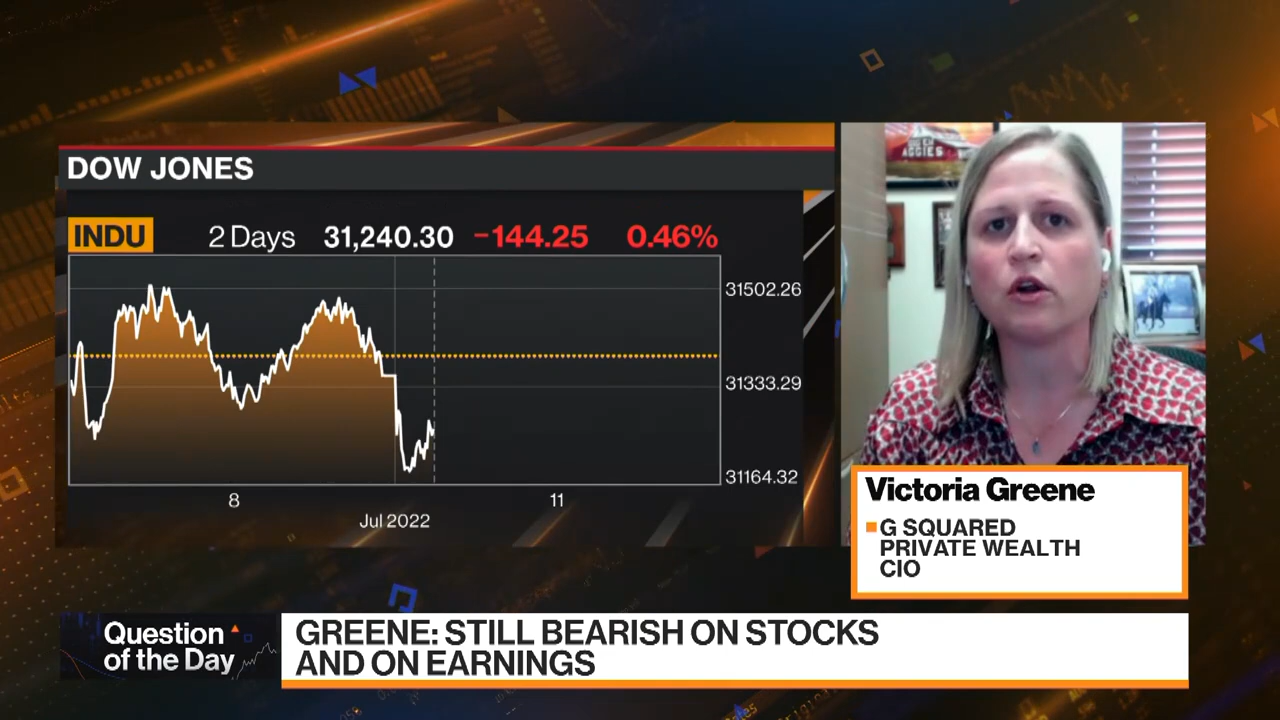 DOW JONES
INDU 2 Days 31,240.30 −144.25 0.46%
31502.26
31333.29
31164.32
8 11
Jul 2022
AGGIES
Victoria Greene
G SQUARED
PRIVATE WEALTH
CIO
Question
of the Day
GREENE: STILL BEARISH ON STOCKS
AND ON EARNINGS